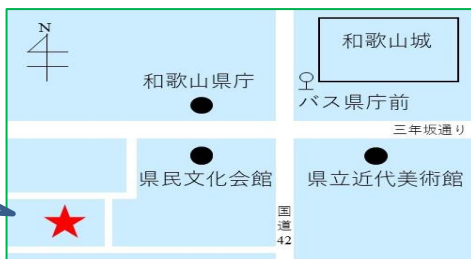 N
和歌山城
和歌山県庁
バス県庁前
三年坂通り
県民文化会館
県立近代美術館
国
道
42